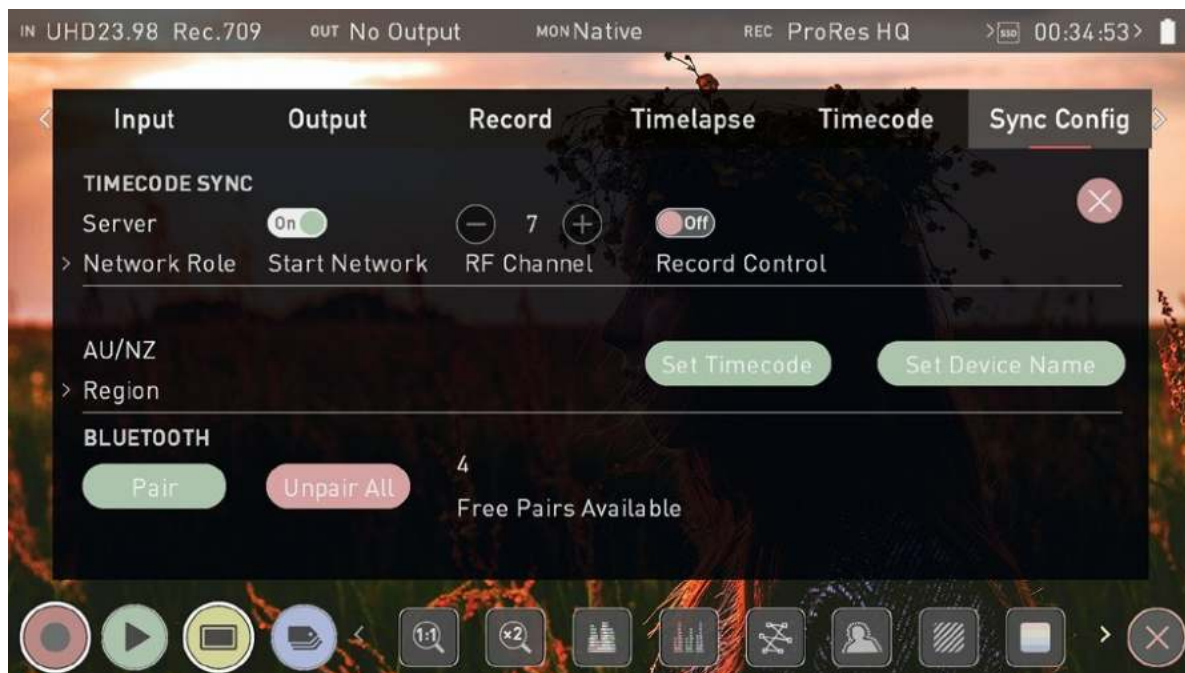 IN UHD23.98 Rec.709 OUT No Output MON Native REC ProRes HQ SSD 00:34:53
Input Output Record Timelapse Timecode Sync Config
TIMECODE SYNC
Server On 7 Off
Network Role Start Network RF Channel Record Control
AU/NZ
Region
Set Timecode Set Device Name
BLUETOOTH
Pair Unpair All
4
Free Pairs Available
1:1 x2